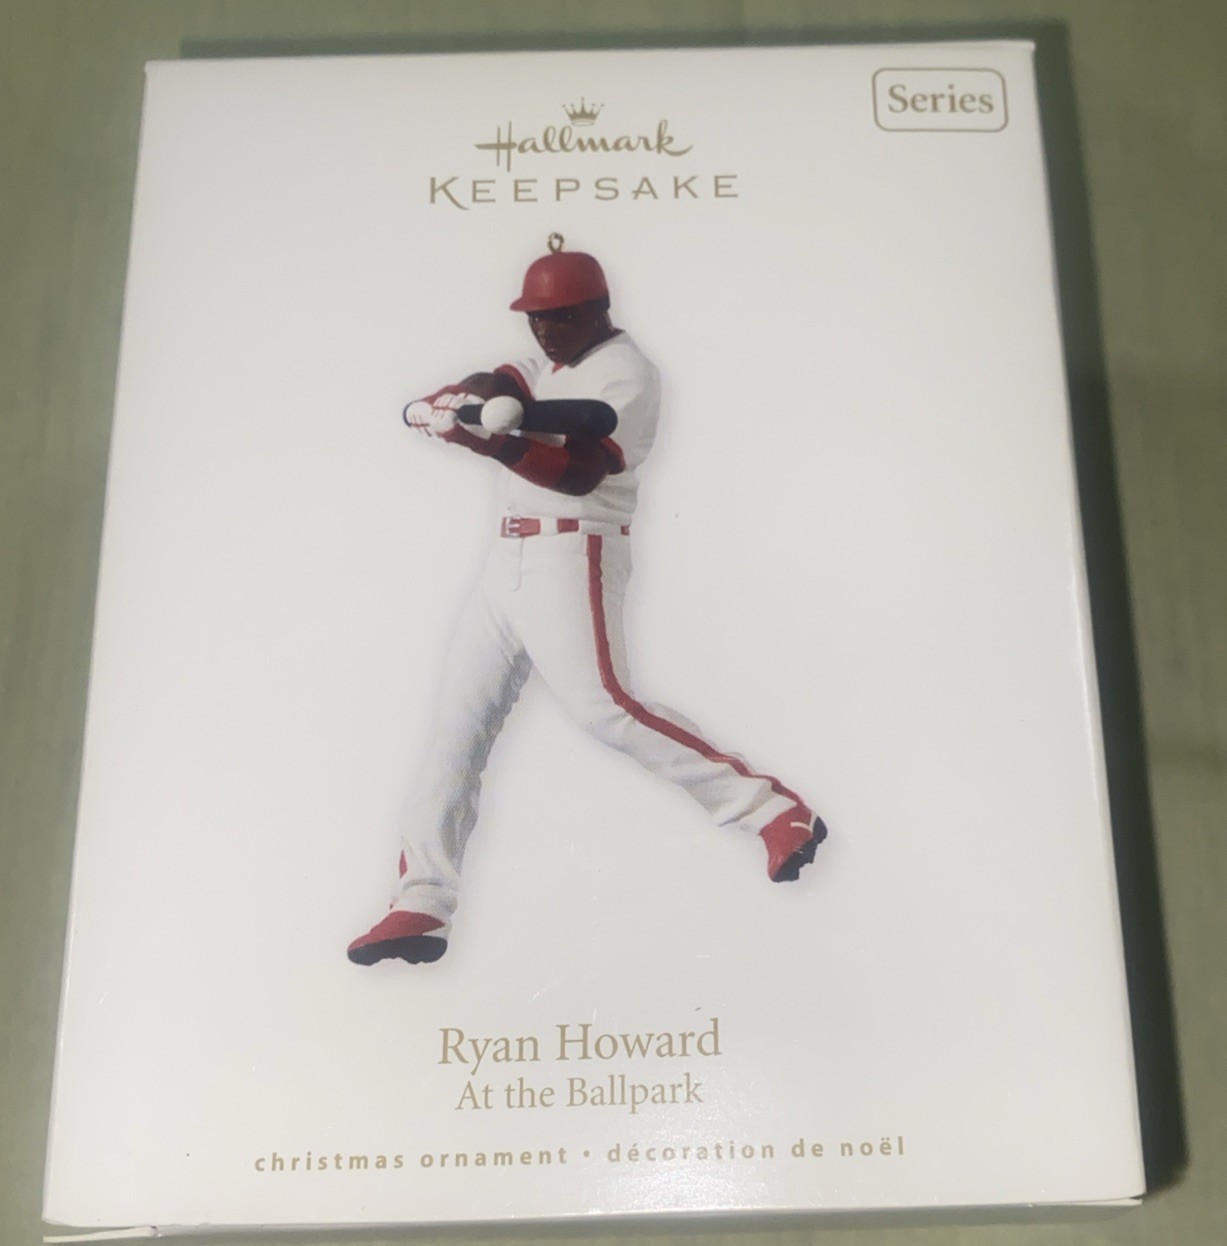 Series
Hallmark
KEEPSAKE
Ryan Howard
At the Ballpark
christmas ornament • décoration de noël